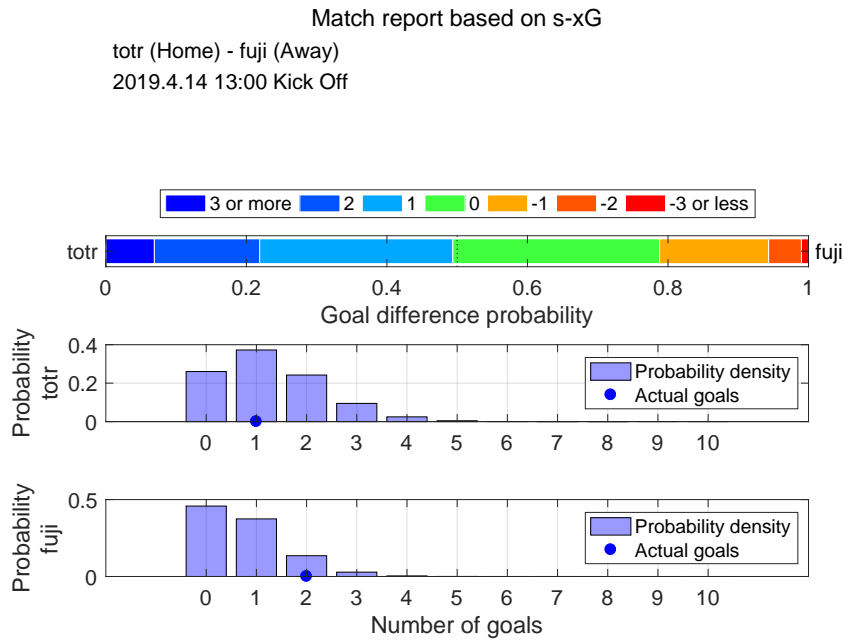 Match report based on s-xG
totr (Home) - fuji (Away)
2019.4.14 13:00 Kick Off
3 or more 2 1 0 -1 -2 -3 or less
totr fuji
0 0.2 0.4 0.6 0.8 1
Goal difference probability
Probability
totr
0.4
0.2
0
Probability density
Actual goals
0 1 2 3 4 5 6 7 8 9 10
Probability
fuji
0.5
0
Probability density
Actual goals
0 1 2 3 4 5 6 7 8 9 10
Number of goals